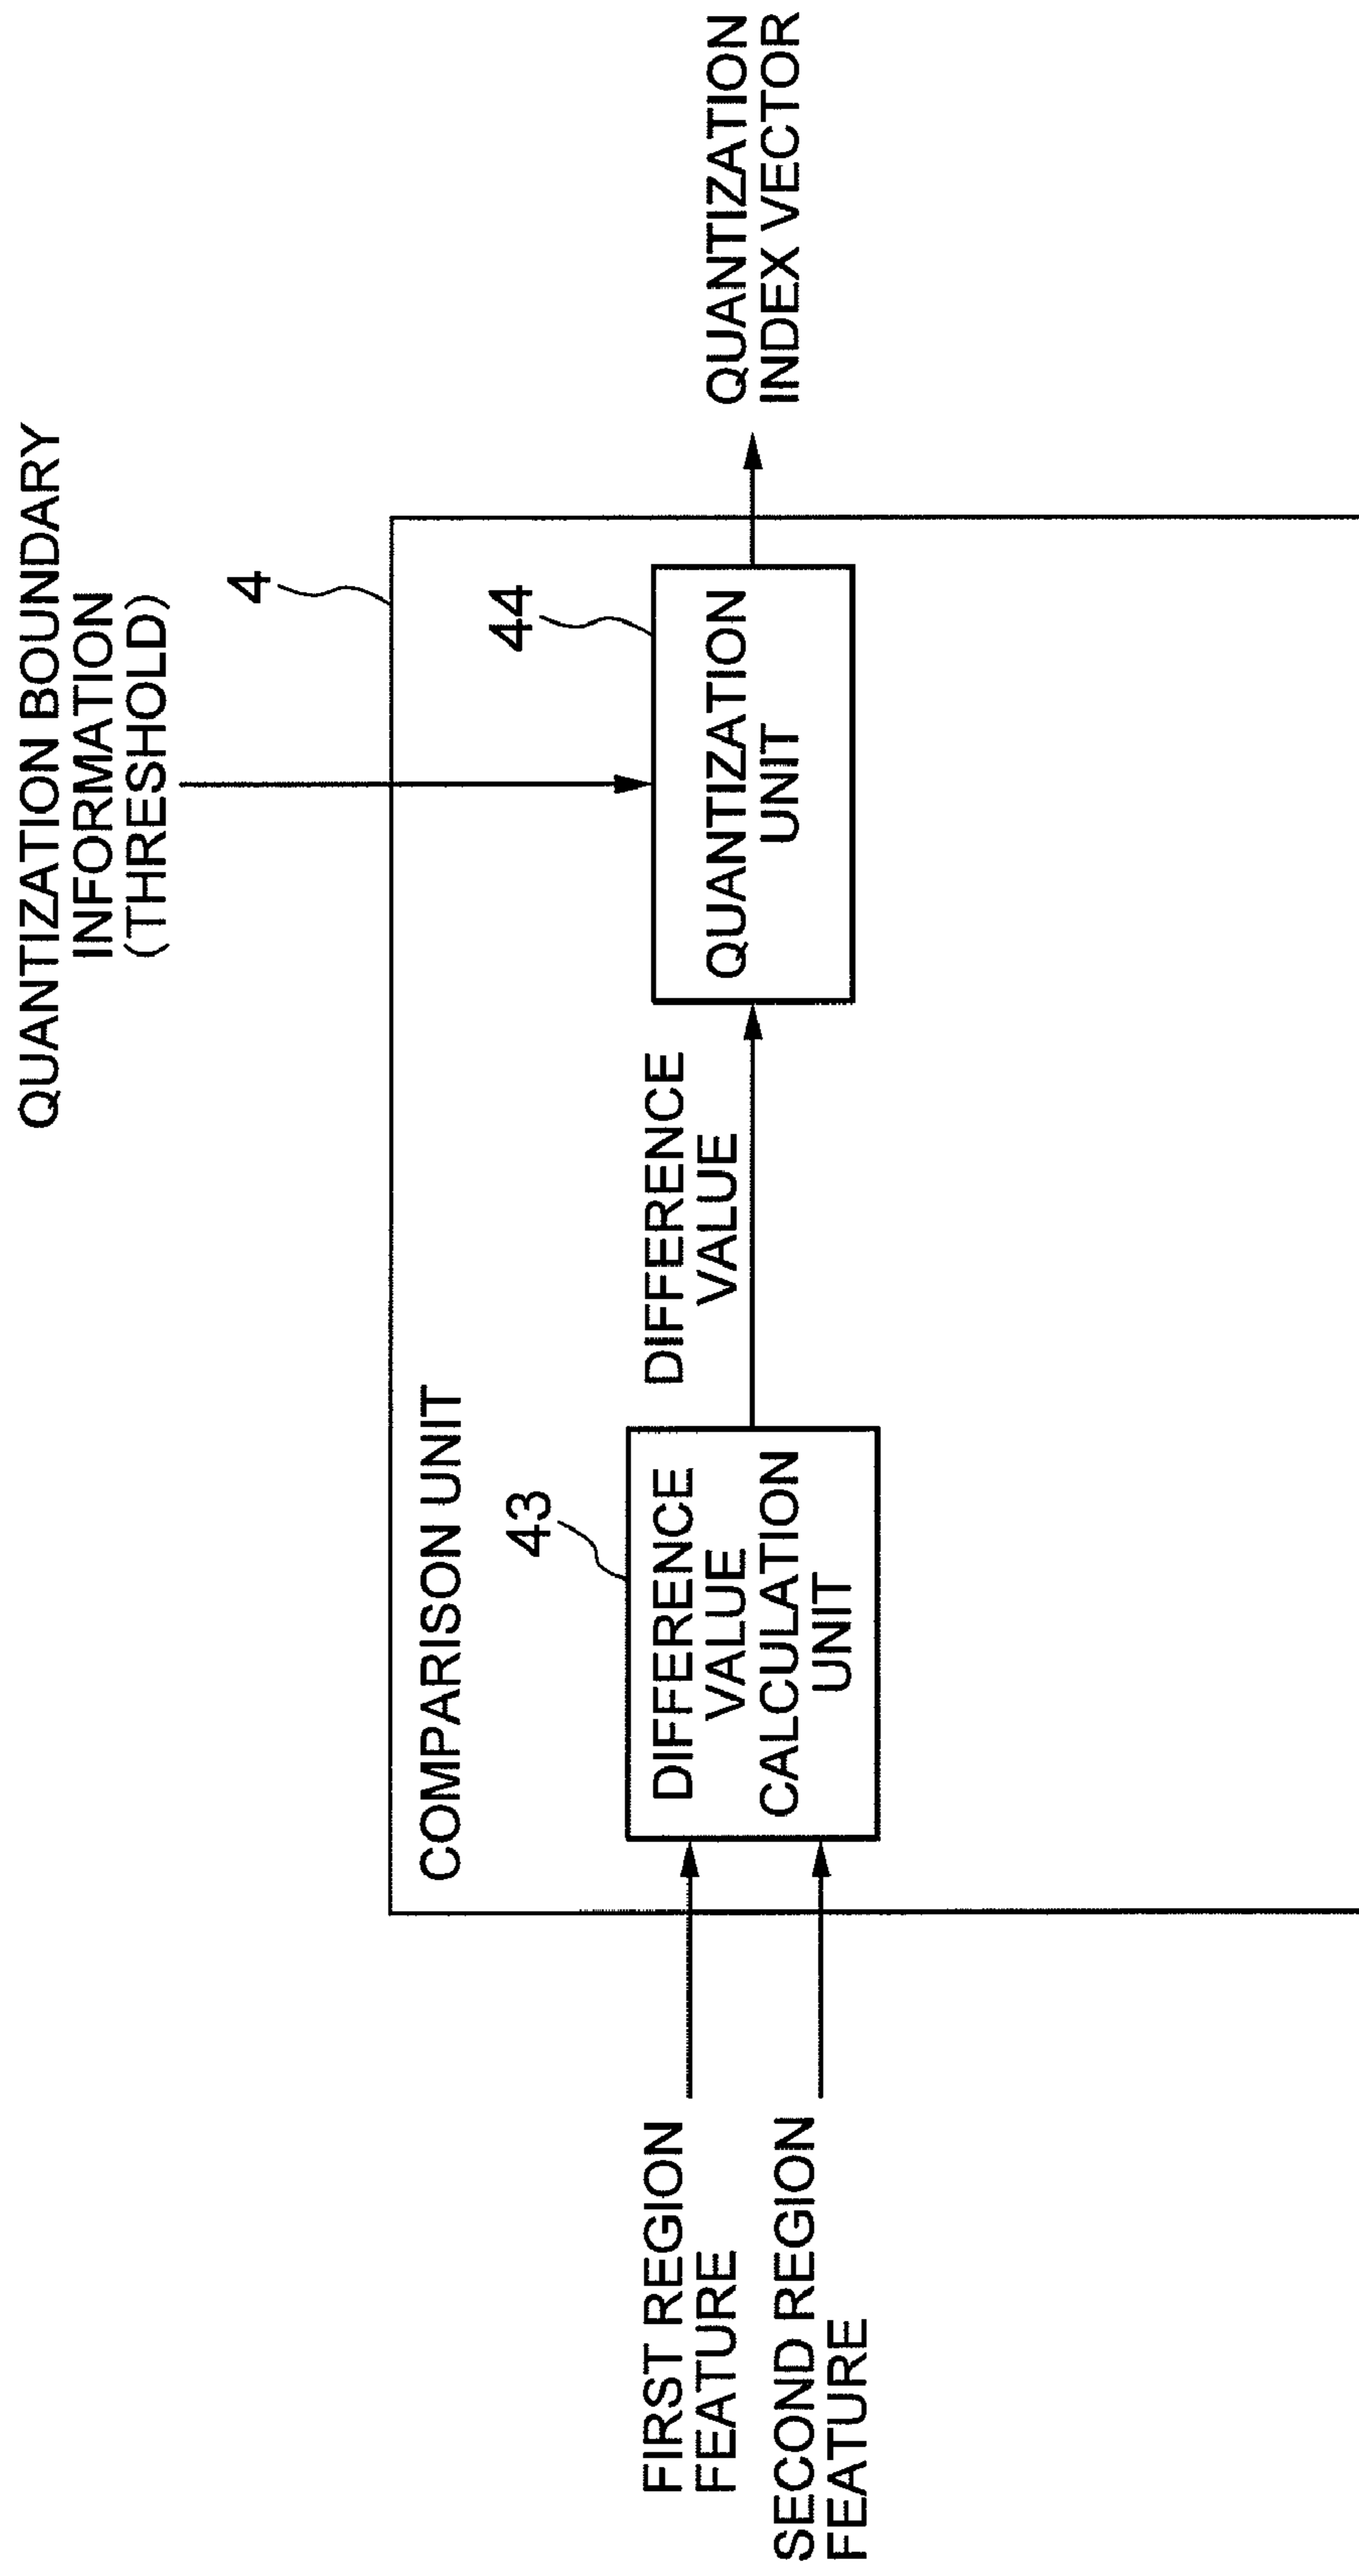 QUANTIZATION BOUNDARY
INFORMATION
(THRESHOLD)
4
COMPARISON UNIT
43
44
FIRST REGION
FEATURE
SECOND REGION
FEATURE
DIFFERENCE
VALUE
CALCULATION
UNIT
DIFFERENCE
VALUE
QUANTIZATION
UNIT
QUANTIZATION
INDEX VECTOR